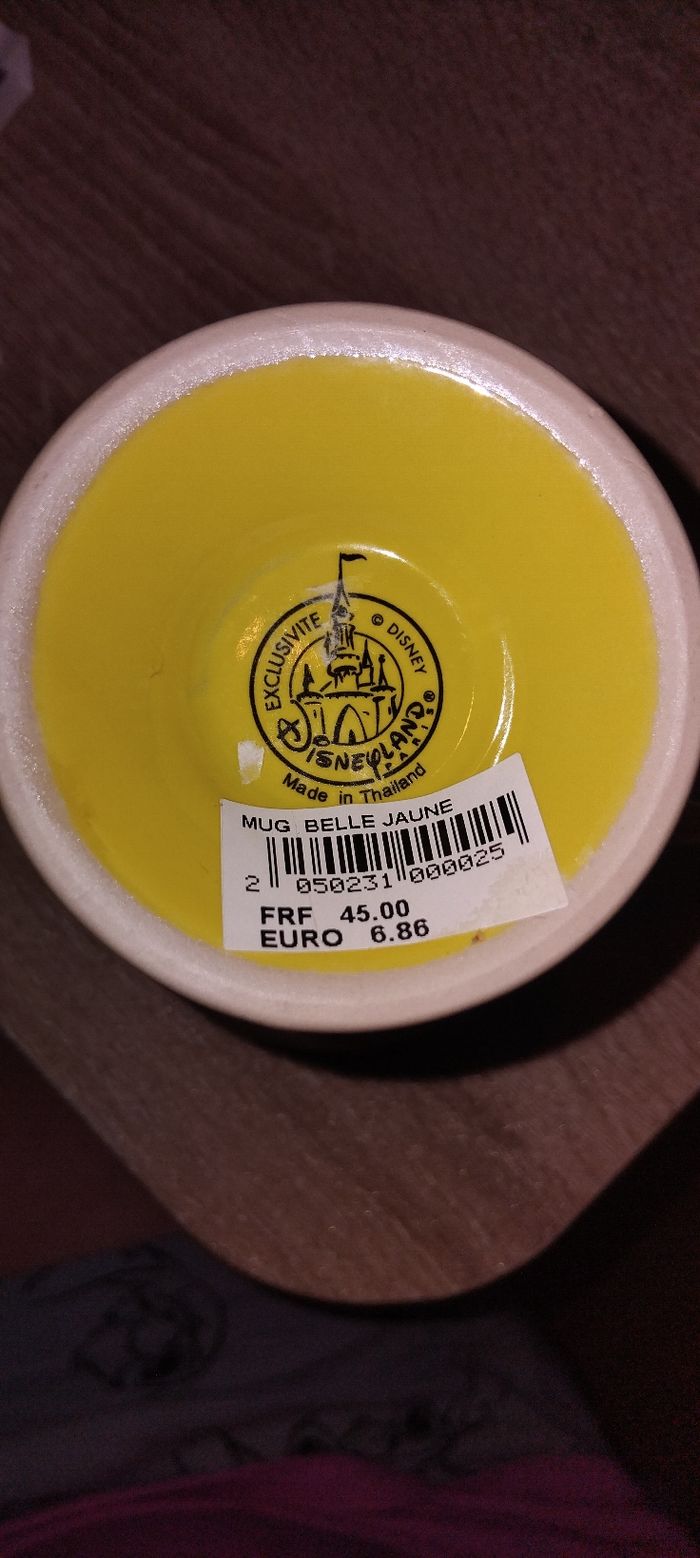 EXCLUSIVITE © DISNEY
DISNEYLAND®
PARIS
Made in Thailand
MUG BELLE JAUNE
2 050231 000025
FRF 45.00
EURO 6.86